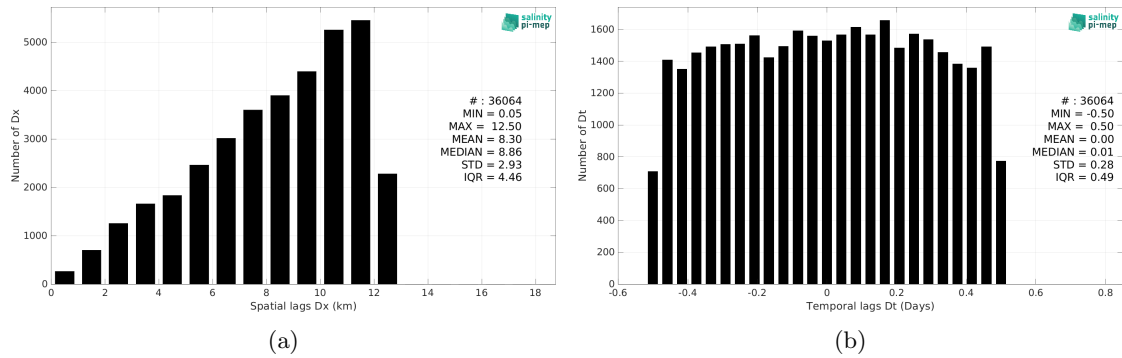 salinity
pi-mep
5000
4000
3000
2000
1000
0
Number of Dx
# : 36064
MIN = 0.05
MAX = 12.50
MEAN = 8.30
MEDIAN = 8.86
STD = 2.93
IQR = 4.46
0 2 4 6 8 10 12 14 16 18
Spatial lags Dx (km)
(a)
salinity
pi-mep
1600
1400
1200
1000
800
600
400
200
0
Number of Dt
# : 36064
MIN = -0.50
MAX = 0.50
MEAN = 0.00
MEDIAN = 0.01
STD = 0.28
IQR = 0.49
-0.6 -0.4 -0.2 0 0.2 0.4 0.6 0.8
Temporal lags Dt (Days)
(b)